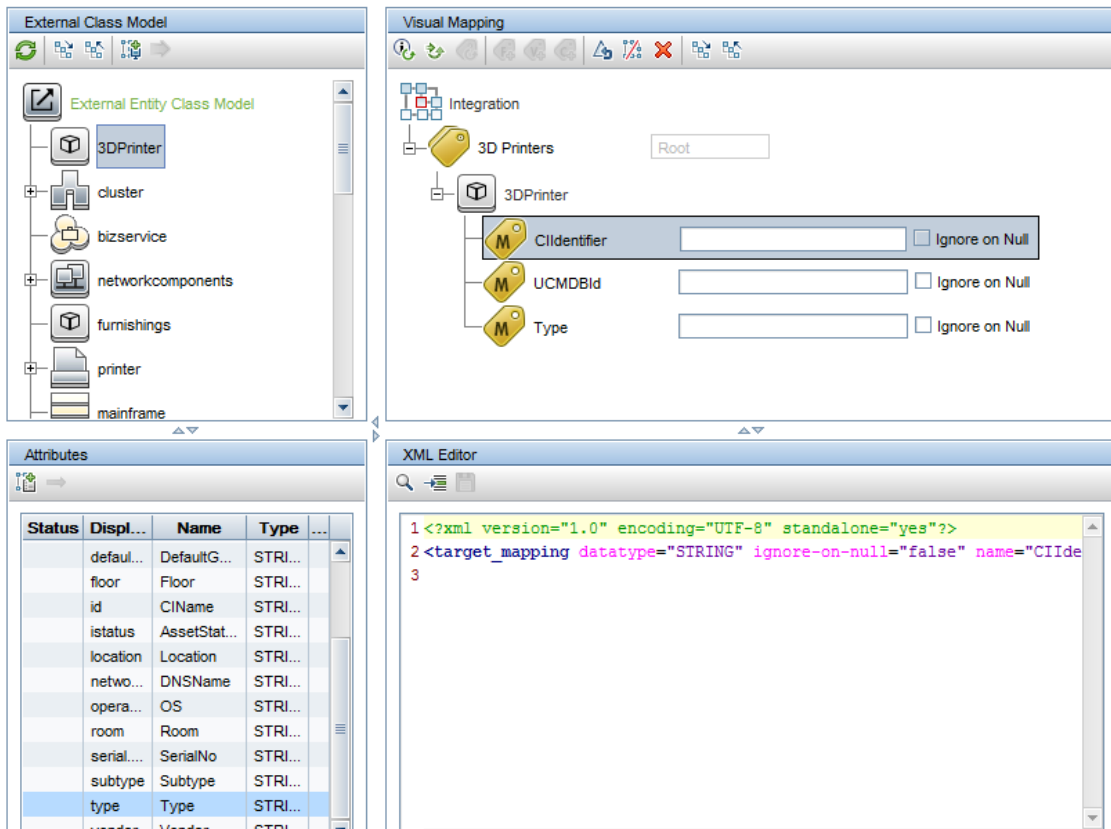 External Class Model
External Entity Class Model
3DPrinter
cluster
bizservice
networkcomponents
furnishings
printer
mainframe
Visual Mapping
Integration
3D Printers Root
3DPrinter
M CIIdentifier Ignore on Null
M UCMDBId Ignore on Null
M Type Ignore on Null
Attributes
Status Displ... Name Type ...
defaul... DefaultG... STRI...
floor Floor STRI...
id CIName STRI...
istatus AssetStat... STRI...
location Location STRI...
netwo... DNSName STRI...
opera... OS STRI...
room Room STRI...
serial.... SerialNo STRI...
subtype Subtype STRI...
type Type STRI...
vendor Vendor STRI...
XML Editor
1 <?xml version="1.0" encoding="UTF-8" standalone="yes"?>
2 <target_mapping datatype="STRING" ignore-on-null="false" name="CIIde
3